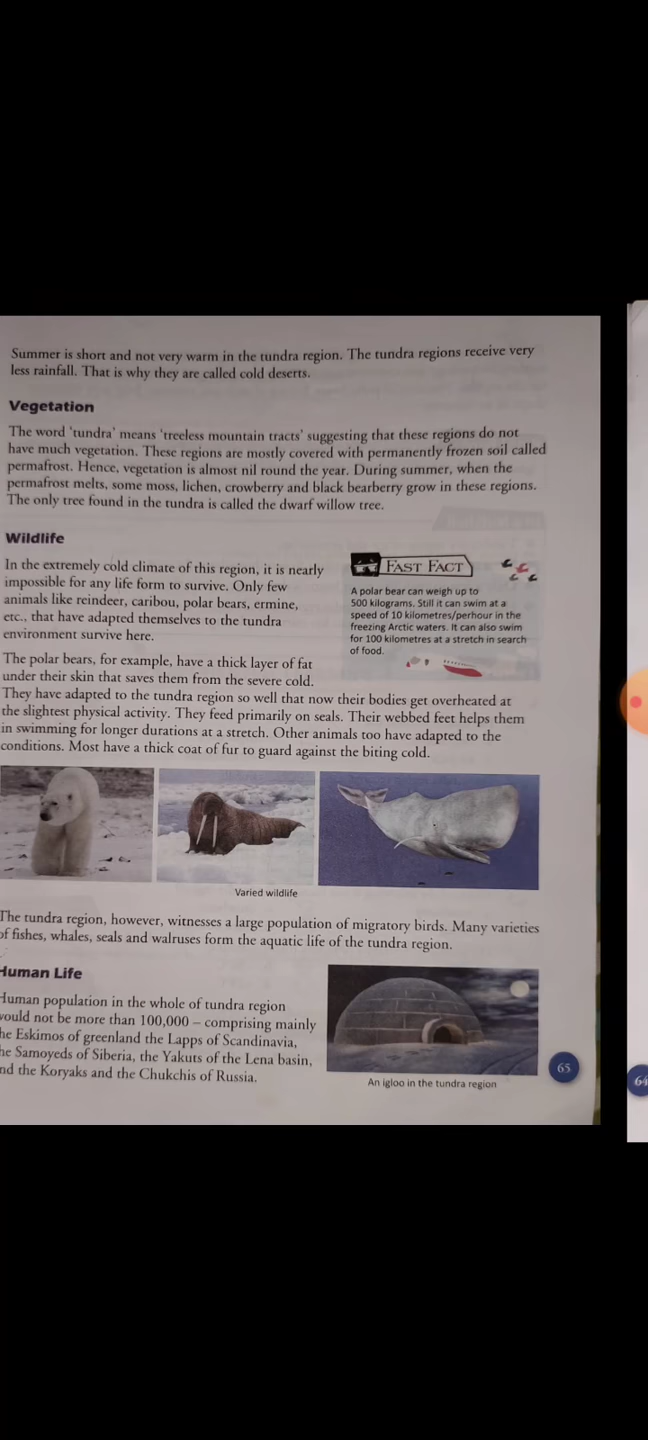 Summer is short and not very warm in the tundra region. The tundra regions receive very
less rainfall. That is why they are called cold deserts.
Vegetation
The word 'tundra' means 'treeless mountain tracts' suggesting that these regions do not
have much vegetation. These regions are mostly covered with permanently frozen soil called
permafrost. Hence, vegetation is almost nil round the year. During summer, when the
permafrost melts, some moss, lichen, crowberry and black bearberry grow in these regions.
The only tree found in the tundra is called the dwarf willow tree.
Wildlife
In the extremely cold climate of this region, it is nearly
impossible for any life form to survive. Only few
animals like reindeer, caribou, polar bears, ermine,
etc., that have adapted themselves to the tundra
environment survive here.
The polar bears, for example, have a thick layer of fat
under their skin that saves them from the severe cold.
FAST FACT
A polar bear can weigh up to
500 kilograms. Still it can swim at a
speed of 10 kilometres/perhour in the
freezing Arctic waters. It can also swim
for 100 kilometres at a stretch in search
of food.
They have adapted to the tundra region so well that now their bodies get overheated at
the slightest physical activity. They feed primarily on seals. Their webbed feet helps them
in swimming for longer durations at a stretch. Other animals too have adapted to the
conditions. Most have a thick coat of fur to guard against the biting cold.
Varied wildlife
The tundra region, however, witnesses a large population of migratory birds. Many varieties
of fishes, whales, seals and walruses form the aquatic life of the tundra region.
Human Life
Human population in the whole of tundra region
would not be more than 100,000 – comprising mainly
he Eskimos of greenland the Lapps of Scandinavia,
he Samoyeds of Siberia, the Yakuts of the Lena basin,
nd the Koryaks and the Chukchis of Russia.
An igloo in the tundra region
65
64